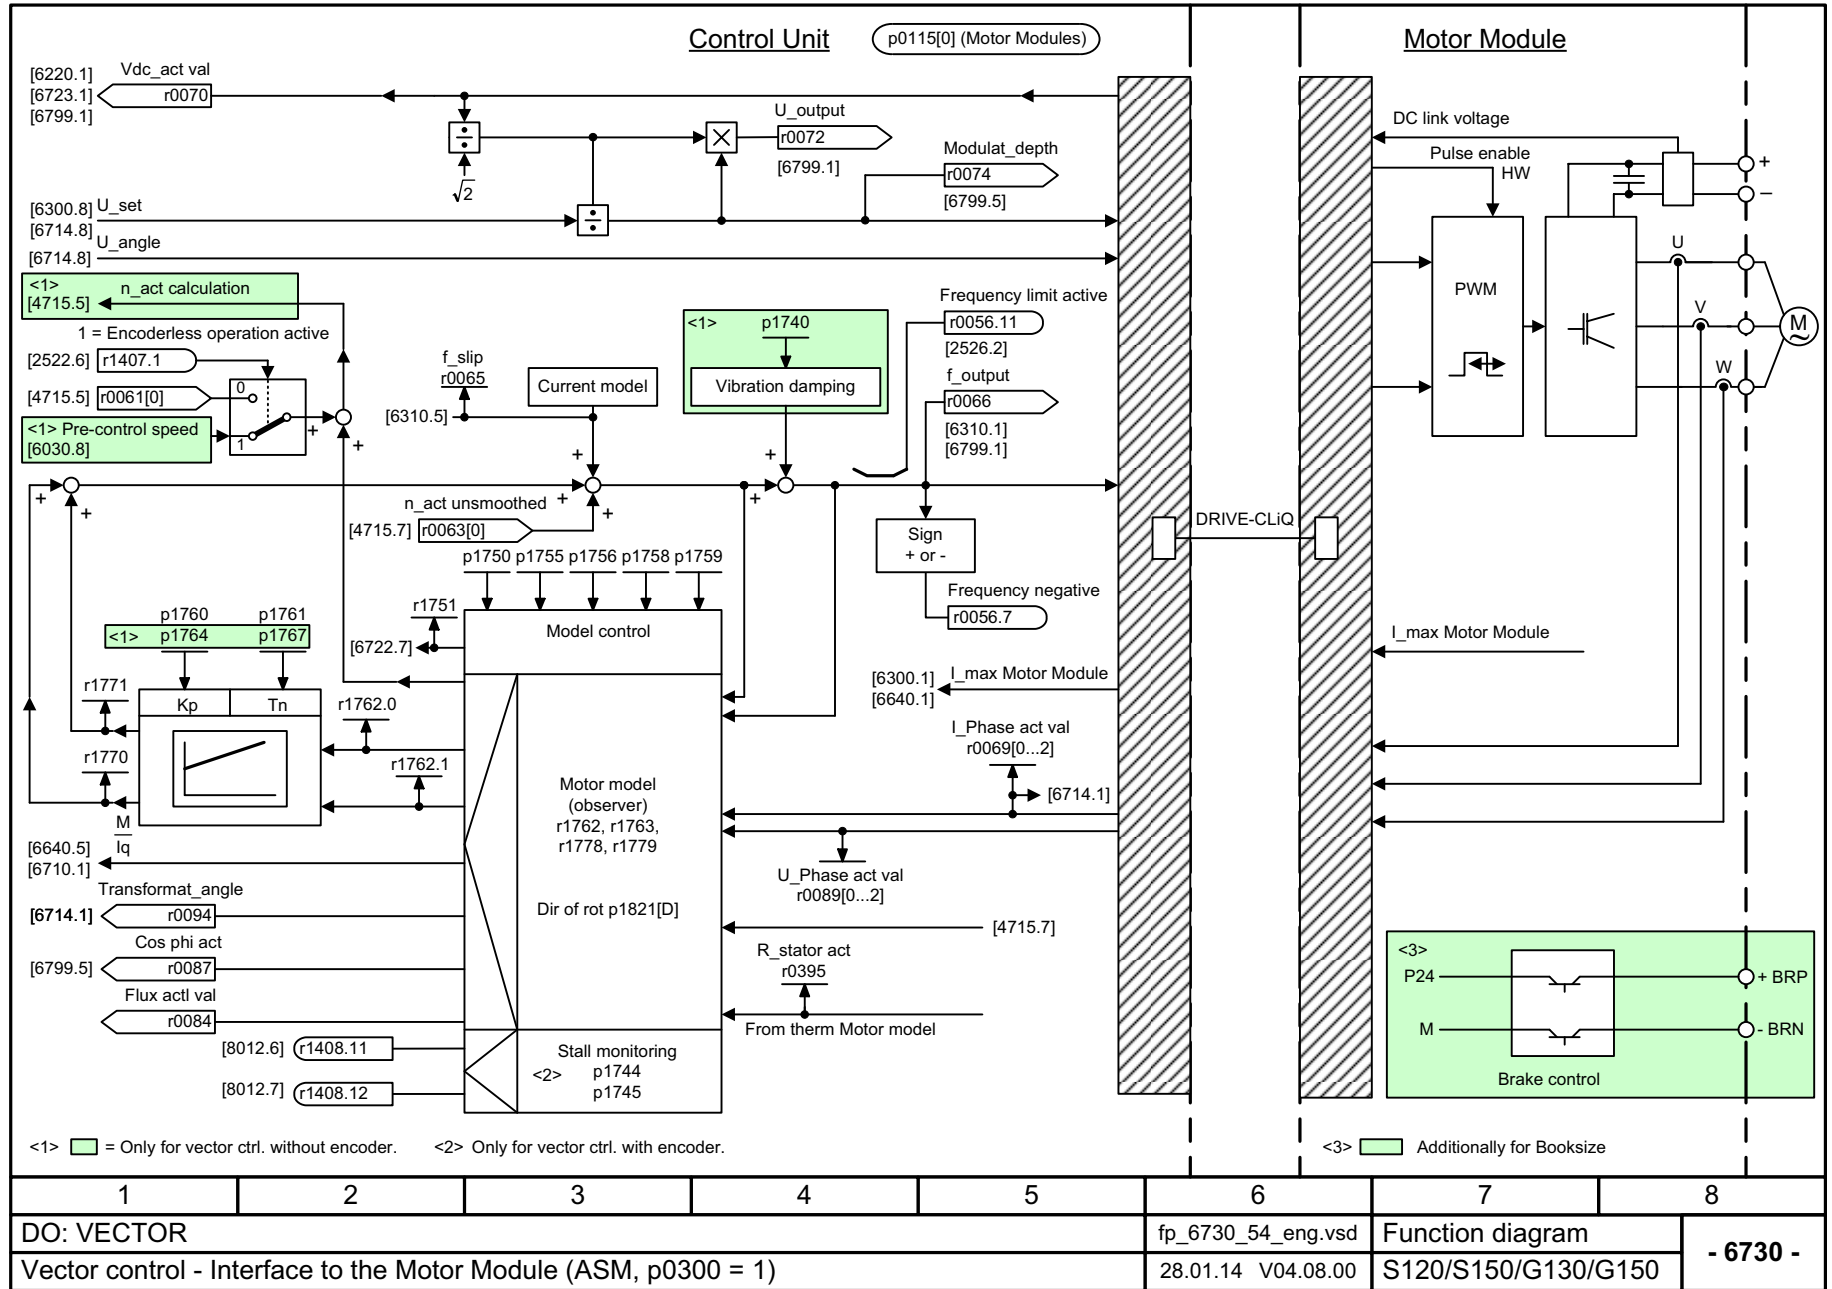 Control Unit
p0115[0] (Motor Modules)
Motor Module
[6220.1]
[6723.1]
[6799.1]
Vdc_act val
r0070
U_output
r0072
[6799.1]
÷
√2
×
Modulat_depth
r0074
[6799.5]
[6300.8]
[6714.8]
U_set
÷
U_angle
[6714.8]
DC link voltage
Pulse enable
HW
+
–
<1>
[4715.5]
n_act calculation
1 = Encoderless operation active
[2522.6]
r1407.1
[4715.5]
r0061[0]
0
1
<1> Pre-control speed
[6030.8]
+
+
f_slip
r0065
[6310.5]
Current model
<1>
p1740
Vibration damping
Frequency limit active
r0056.11
[2526.2]
f_output
r0066
[6310.1]
[6799.1]
PWM
U
V
W
M
~
+
+
+
+
+
+
+
n_act unsmoothed
[4715.7]
r0063[0]
Sign
+ or -
Frequency negative
r0056.7
DRIVE-CLiQ
p1750
p1755
p1756
p1758
p1759
r1751
[6722.7]
Model control
p1760
p1761
<1>
p1764
p1767
Kp
Tn
r1771
r1770
r1762.0
r1762.1
M
Iq
[6640.5]
[6710.1]
Motor model
(observer)
r1762, r1763,
r1778, r1779
Dir of rot p1821[D]
[6300.1]
[6640.1]
I_max Motor Module
I_Phase act val
r0069[0...2]
[6714.1]
U_Phase act val
r0089[0...2]
[4715.7]
R_stator act
r0395
From therm Motor model
I_max Motor Module
Transformat_angle
[6714.1]
r0094
Cos phi act
[6799.5]
r0087
Flux actl val
r0084
[8012.6]
r1408.11
[8012.7]
r1408.12
Stall monitoring
<2>
p1744
p1745
<3>
P24
M
+ BRP
- BRN
Brake control
<1>
= Only for vector ctrl. without encoder.
<2> Only for vector ctrl. with encoder.
<3>
Additionally for Booksize
1
2
3
4
5
6
7
8
DO: VECTOR
fp_6730_54_eng.vsd
Function diagram
- 6730 -
Vector control - Interface to the Motor Module (ASM, p0300 = 1)
28.01.14 V04.08.00
S120/S150/G130/G150